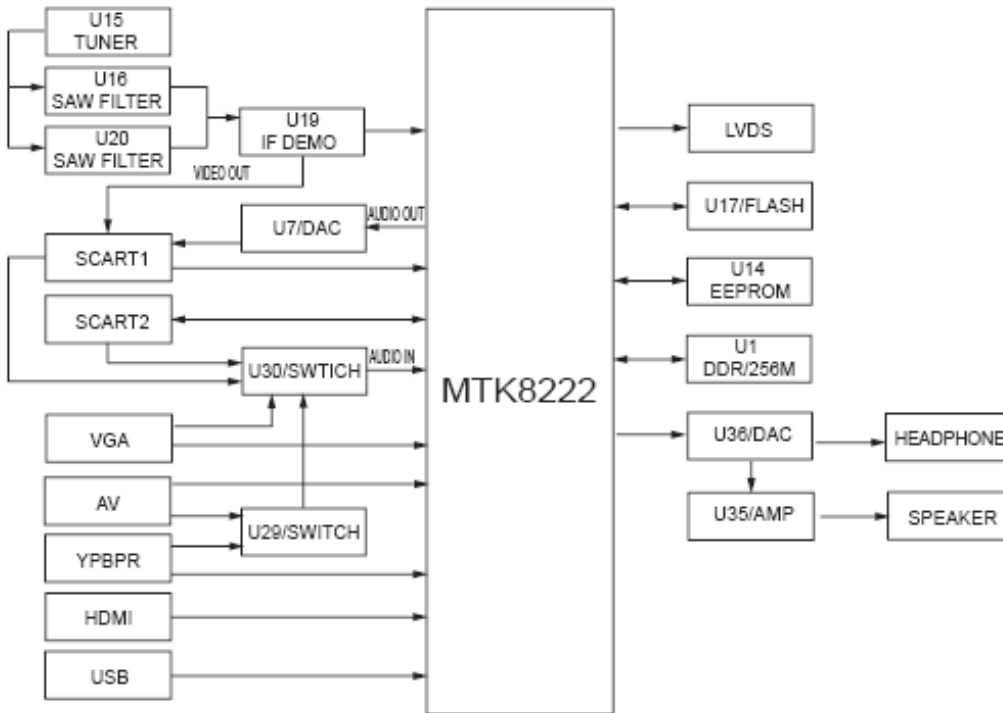 U15
TUNER
U16
SAW FILTER
U20
SAW FILTER
U19
IF DEMO
VIDEO OUT
U7/DAC
AUDIO OUT
SCART1
SCART2
U30/SWTICH
AUDIO IN
VGA
AV
U29/SWITCH
YPBPR
HDMI
USB
MTK8222
LVDS
U17/FLASH
U14
EEPROM
U1
DDR/256M
U36/DAC
HEADPHONE
U35/AMP
SPEAKER